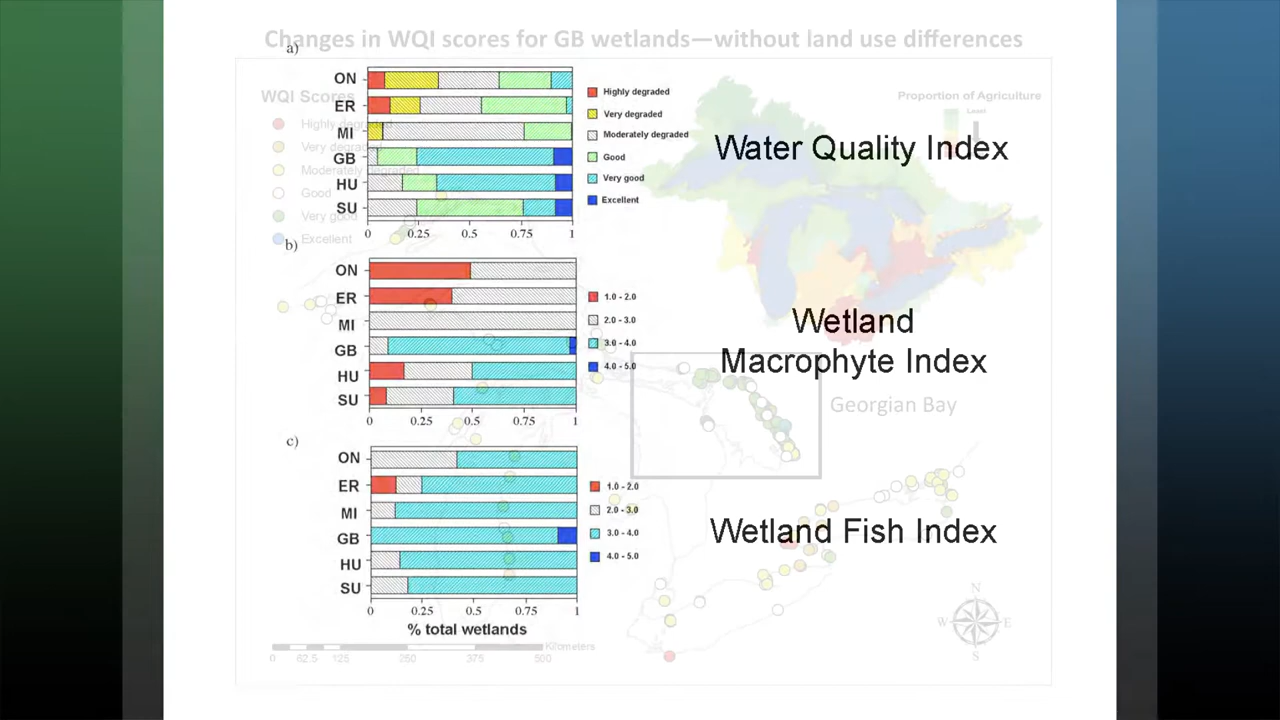 Changes in WQI scores for GB wetlands—without land use differences
a)
ON
ER
MI
GB
HU
SU
0 0.25 0.5 0.75 1
Highly degraded
Very degraded
Moderately degraded
Good
Very good
Excellent
Water Quality Index
WQI Scores
Highly degraded
Very degraded
Moderately degraded
Good
Very good
Excellent
Proportion of Agriculture
Least
b)
ON
ER
MI
GB
HU
SU
0 0.25 0.5 0.75 1
1.0 - 2.0
2.0 - 3.0
3.0 - 4.0
4.0 - 5.0
Wetland
Macrophyte Index
Georgian Bay
c)
ON
ER
MI
GB
HU
SU
0 0.25 0.5 0.75 1
% total wetlands
1.0 - 2.0
2.0 - 3.0
3.0 - 4.0
4.0 - 5.0
Wetland Fish Index
N
W E
S
Kilometers
0 62.5 125 250 375 500